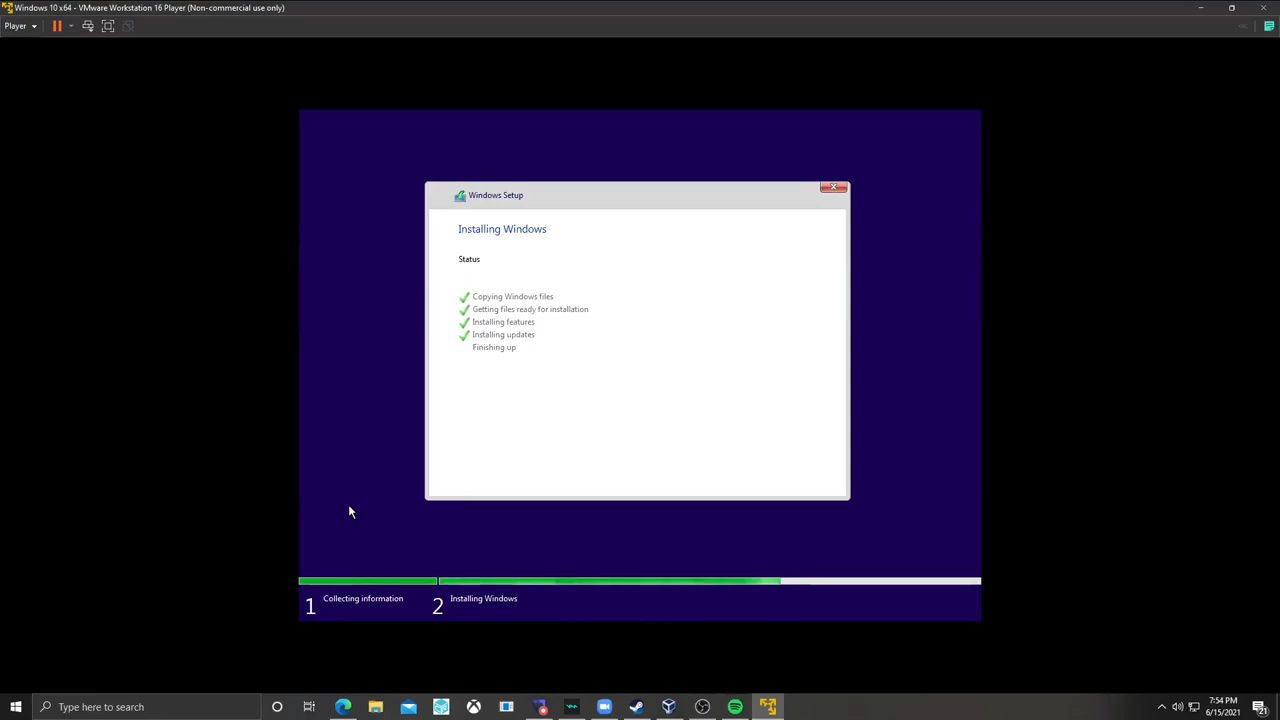 Windows 10 x64 - VMware Workstation 16 Player (Non-commercial use only)
Player
Windows Setup
Installing Windows
Status
Copying Windows files
Getting files ready for installation
Installing features
Installing updates
Finishing up
1 Collecting information 2 Installing Windows
Type here to search
7:54 PM
6/15/2021
21